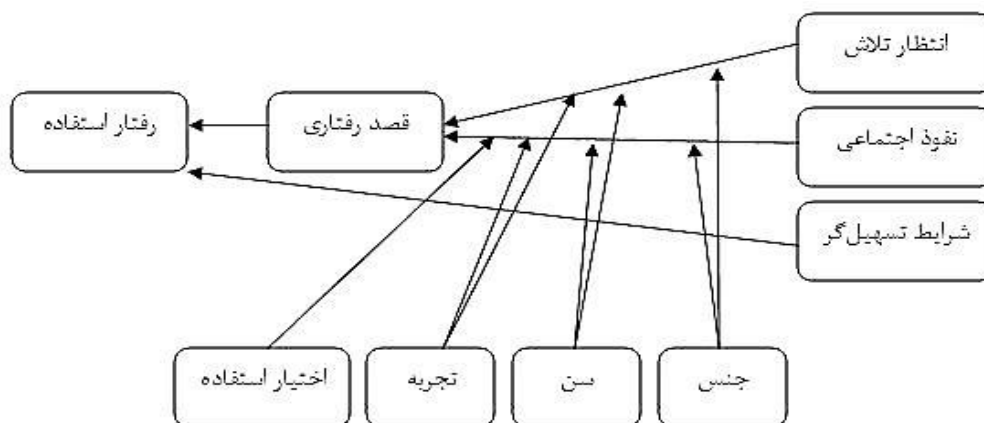 انتظار تلاش
نفوذ اجتماعی
قصد رفتاری
رفتار استفاده
شرایط تسهیل‌گر
جنس
سن
تجربه
اختیار استفاده